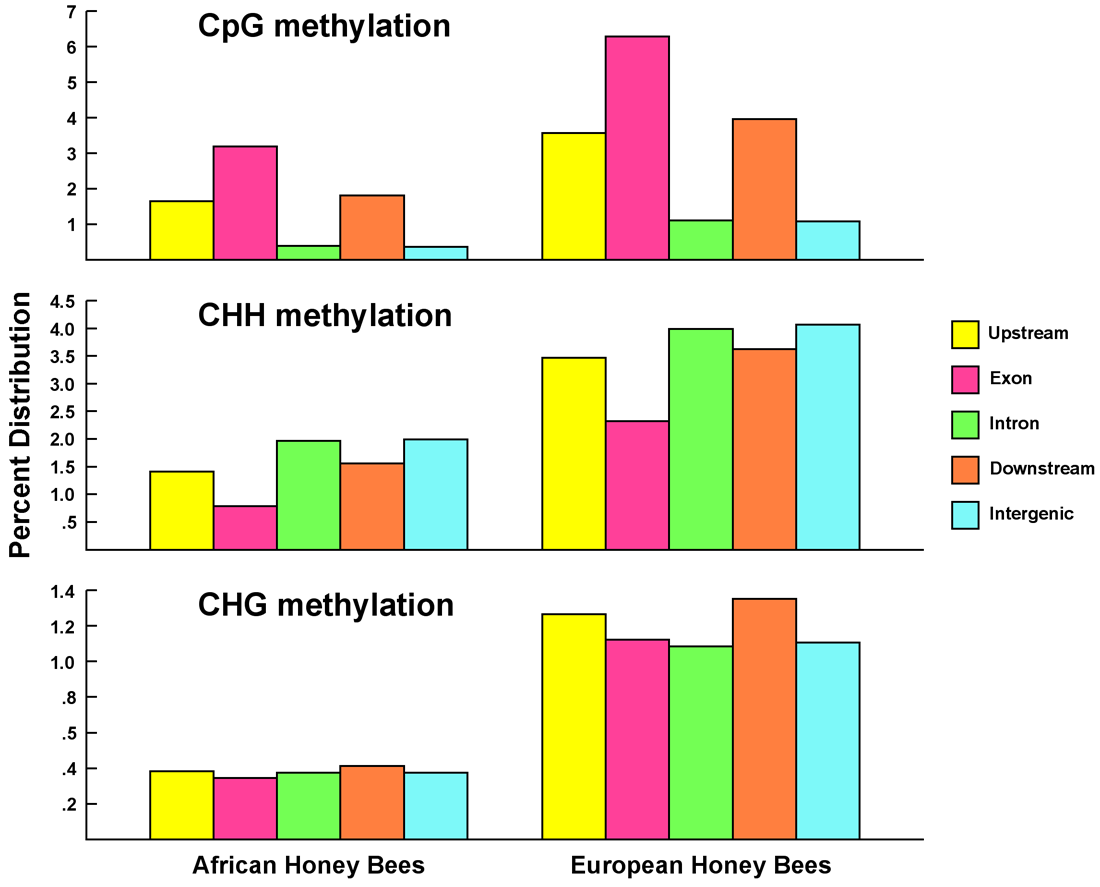 CpG methylation
7
6
5
4
3
2
1
CHH methylation
4.5
4.0
3.5
3.0
2.5
2.0
1.5
1.0
.5
Percent Distribution
Upstream
Exon
Intron
Downstream
Intergenic
CHG methylation
1.4
1.2
1.0
.8
.5
.4
.2
African Honey Bees
European Honey Bees